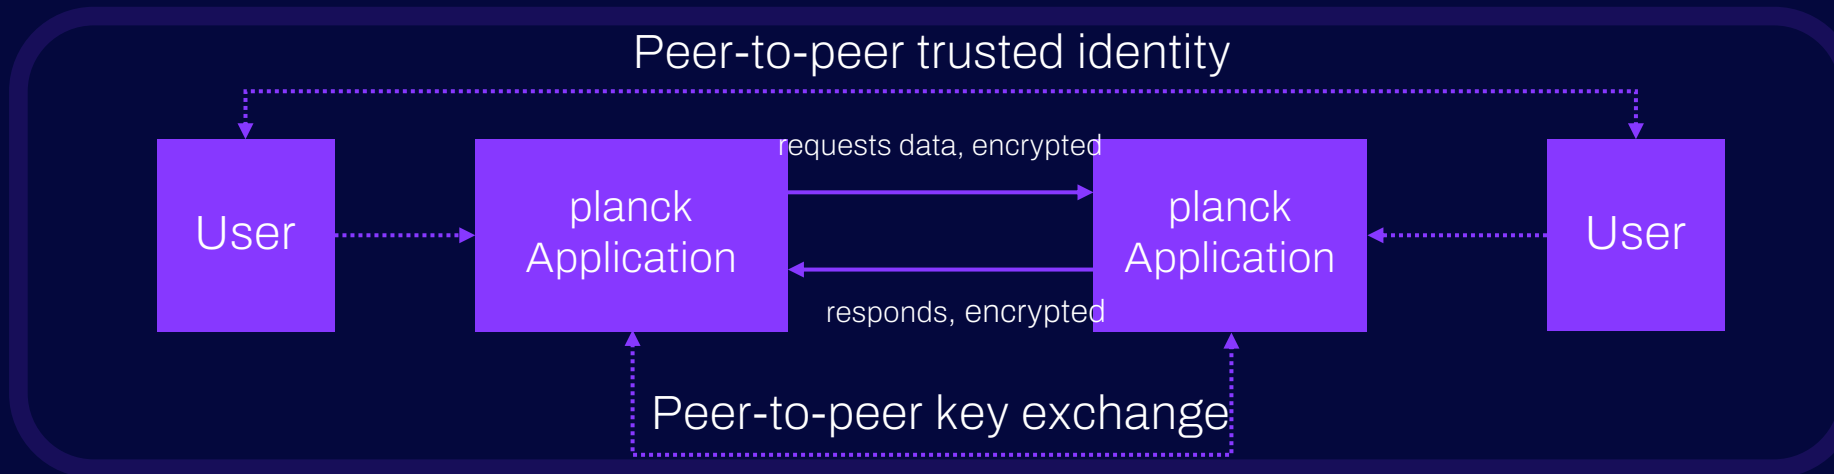 Peer-to-peer trusted identity
requests data, encrypted
User
planck
Application
planck
Application
User
responds, encrypted
Peer-to-peer key exchange